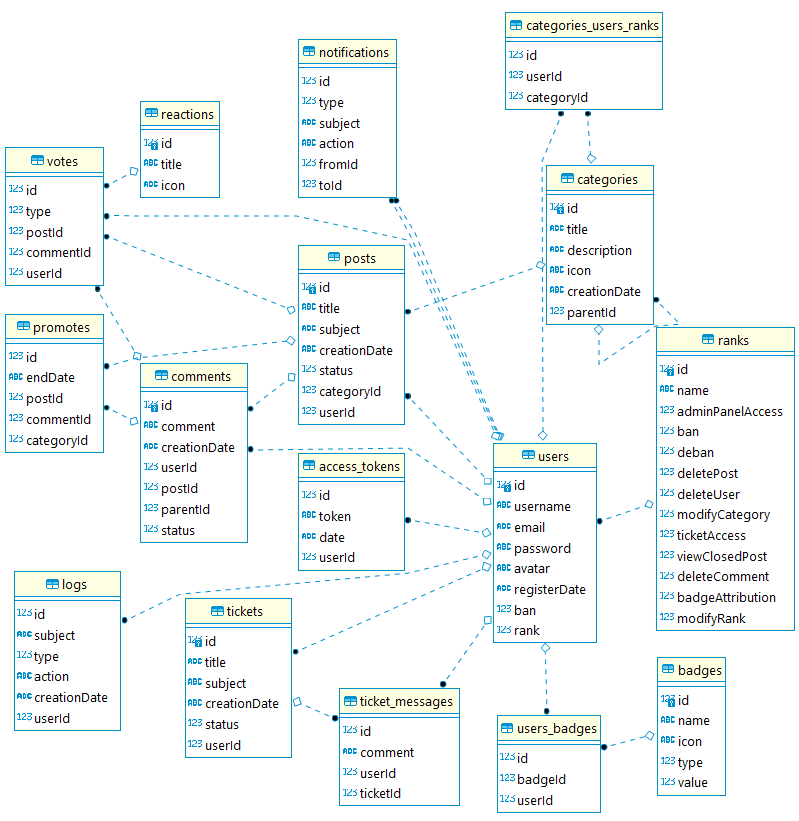 categories_users_ranks
123 id
123 userId
123 categoryId
notifications
123 id
123 type
ABC subject
ABC action
123 fromId
123 toId
reactions
123 id
ABC title
ABC icon
votes
123 id
123 type
123 postId
123 commentId
123 userId
categories
123 id
ABC title
ABC description
ABC icon
ABC creationDate
123 parentId
posts
123 id
ABC title
ABC subject
ABC creationDate
123 status
123 categoryId
123 userId
promotes
123 id
ABC endDate
123 postId
123 commentId
123 categoryId
comments
123 id
ABC comment
ABC creationDate
123 userId
123 postId
123 parentId
123 status
ranks
123 id
ABC name
123 adminPanelAccess
123 ban
123 deban
123 deletePost
123 deleteUser
123 modifyCategory
123 ticketAccess
123 viewClosedPost
123 deleteComment
123 badgeAttribution
123 modifyRank
access_tokens
123 id
ABC token
ABC date
123 userId
users
123 id
ABC username
ABC email
ABC password
ABC avatar
ABC registerDate
123 ban
123 rank
logs
123 id
ABC subject
123 type
ABC action
ABC creationDate
123 userId
tickets
123 id
ABC title
ABC subject
ABC creationDate
123 status
123 userId
ticket_messages
123 id
ABC comment
123 userId
123 ticketId
users_badges
123 id
123 badgeId
123 userId
badges
123 id
ABC name
ABC icon
123 type
123 value